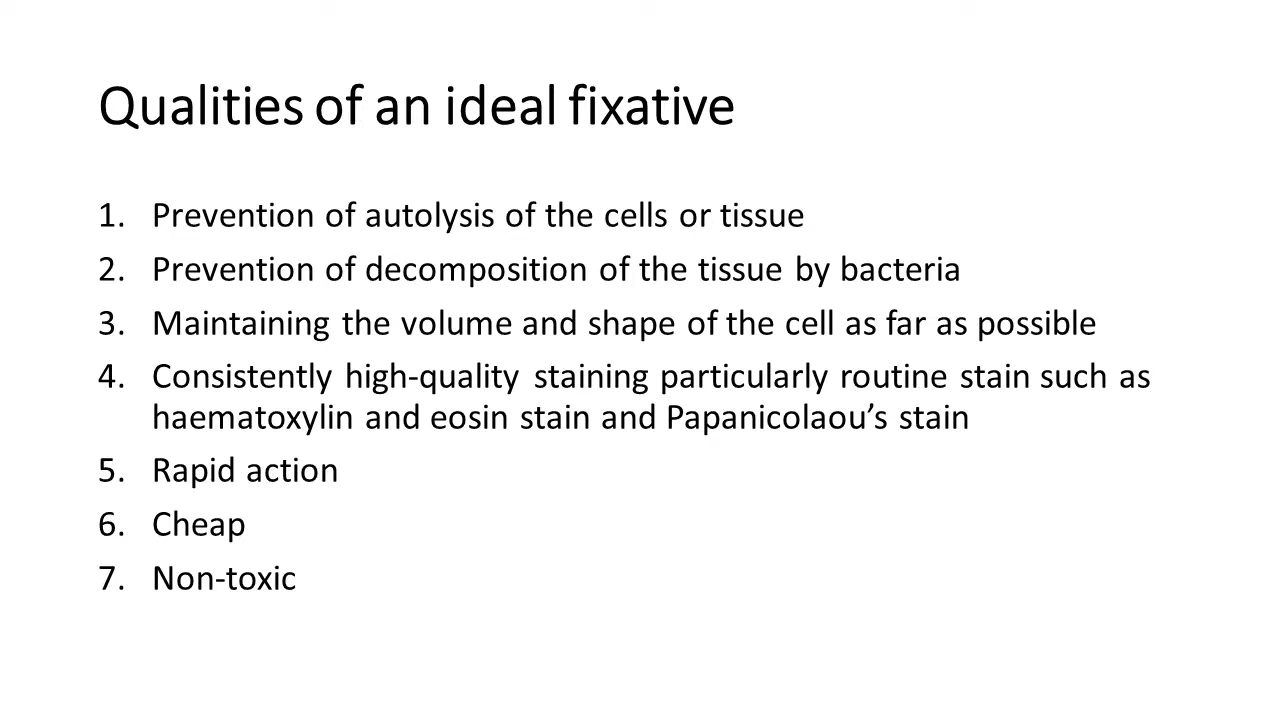 Qualities of an ideal fixative
1. Prevention of autolysis of the cells or tissue
2. Prevention of decomposition of the tissue by bacteria
3. Maintaining the volume and shape of the cell as far as possible
4. Consistently high-quality staining particularly routine stain such as
haematoxylin and eosin stain and Papanicolaou’s stain
5. Rapid action
6. Cheap
7. Non-toxic